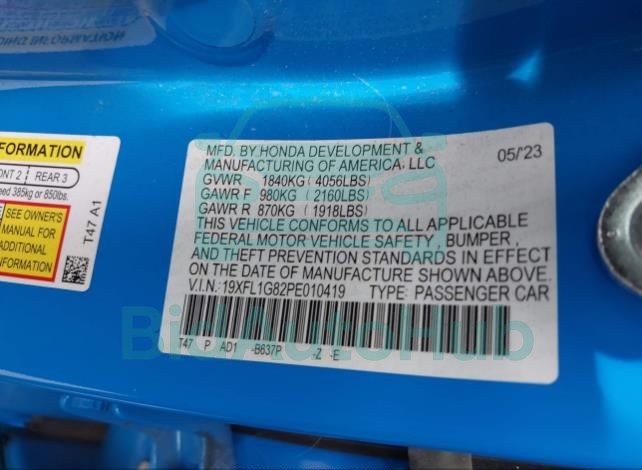 MFD. BY HONDA DEVELOPMENT &
MANUFACTURING OF AMERICA, LLC
05/'23
GVWR 1840KG ( 4056LBS)
GAWR F 980KG ( 2160LBS)
GAWR R 870KG ( 1918LBS)
THIS VEHICLE CONFORMS TO ALL APPLICABLE
FEDERAL MOTOR VEHICLE SAFETY , BUMPER ,
AND THEFT PREVENTION STANDARDS IN EFFECT
ON THE DATE OF MANUFACTURE SHOWN ABOVE.
V.I.N.: 19XFL1G82PE010419 TYPE: PASSENGER CAR
T47 P AD1 -B637P -Z -E
FORMATION
ONT 2 REAR 3
eed 385kg or 850lbs.
SEE OWNER'S
MANUAL FOR
ADDITIONAL
INFORMATION
T47 A1
BidAutoHub